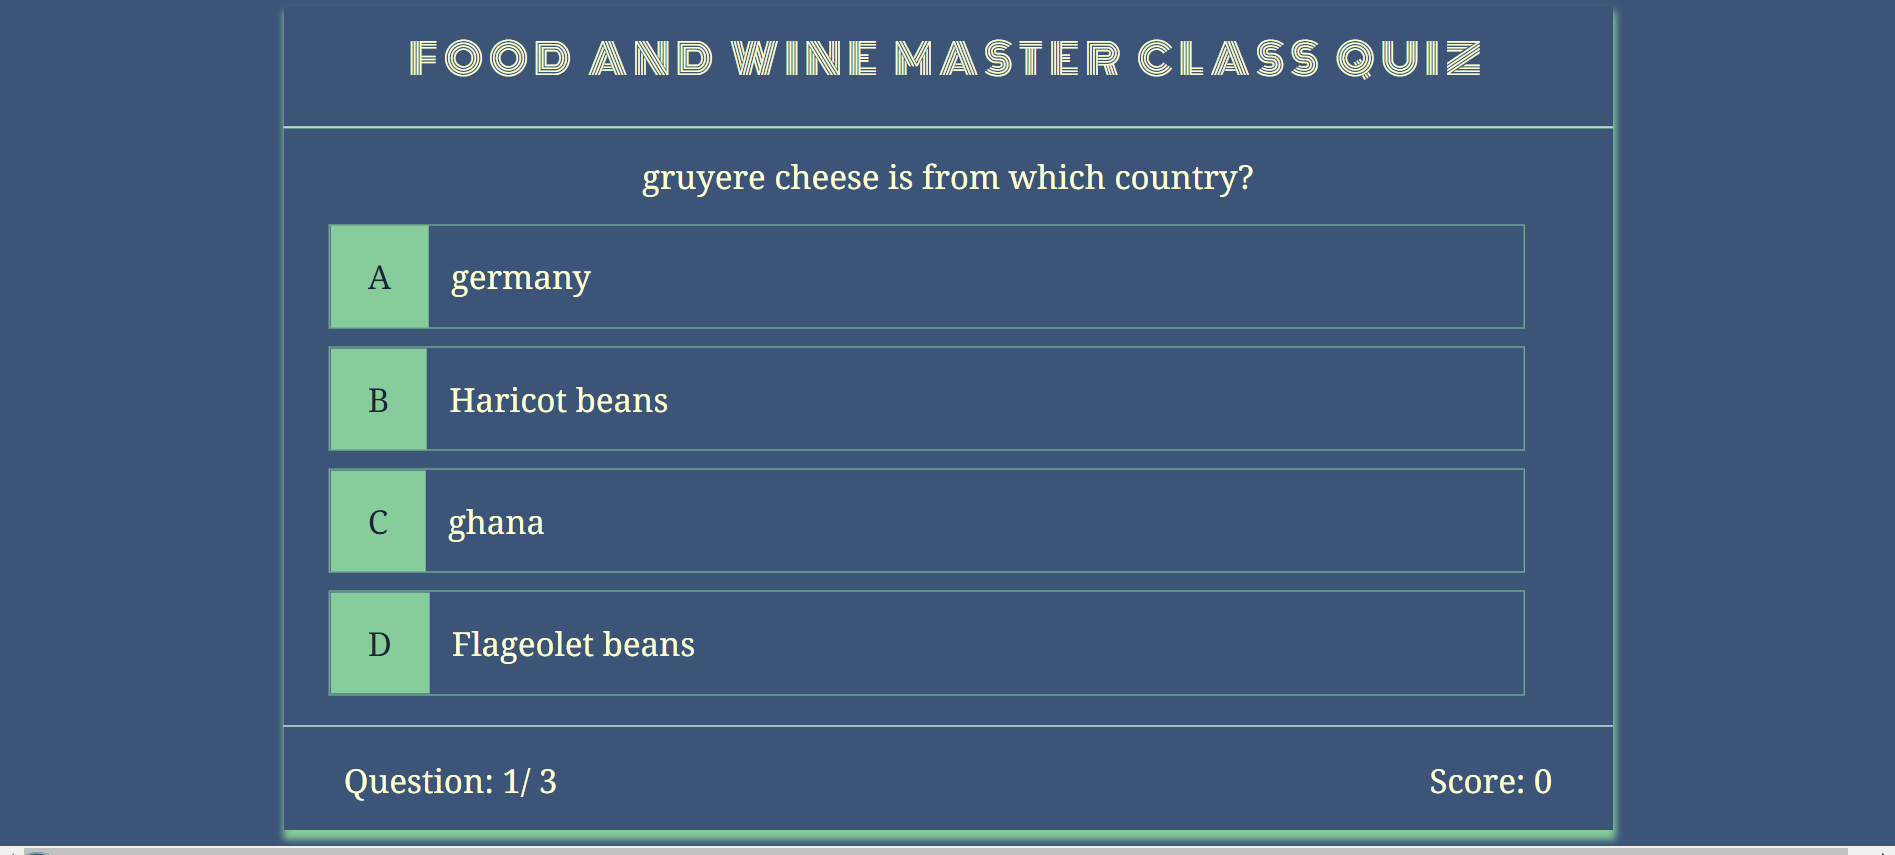 FOOD AND WINE MASTER CLASS QUIZ
gruyere cheese is from which country?
A germany
B Haricot beans
C ghana
D Flageolet beans
Question: 1/ 3 Score: 0